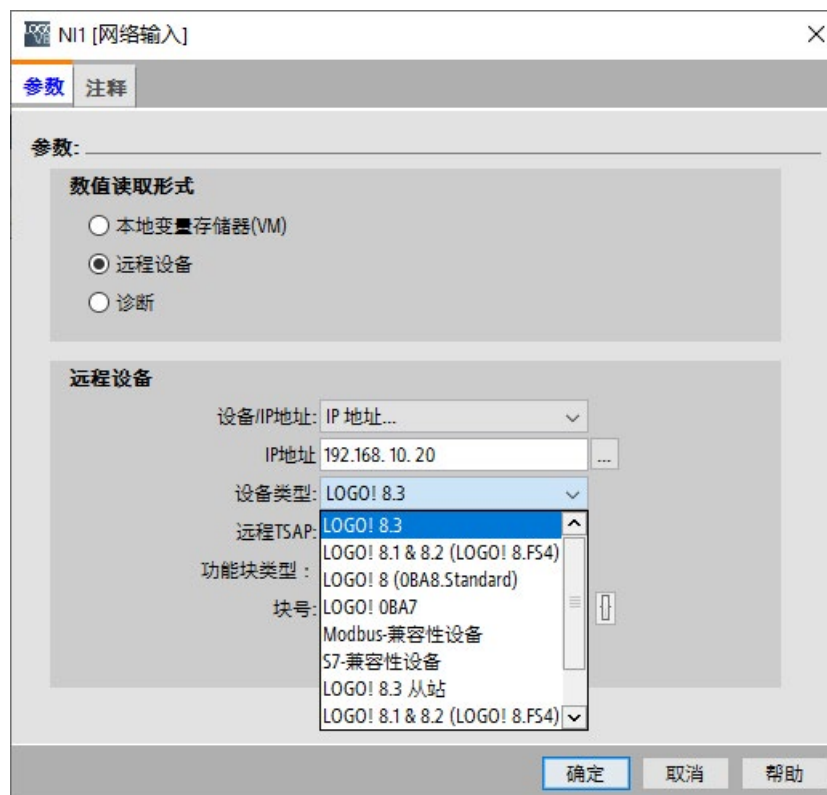 NI1 [网络输入]
参数 注释
参数:
数值读取形式
本地变量存储器(VM)
远程设备
诊断
远程设备
设备/IP地址: IP 地址...
IP地址 192.168. 10. 20 ...
设备类型: LOGO! 8.3
远程TSAP: LOGO! 8.3
LOGO! 8.1 & 8.2 (LOGO! 8.FS4)
功能块类型： LOGO! 8 (0BA8.Standard)
块号: LOGO! 0BA7
Modbus-兼容性设备
S7-兼容性设备
LOGO! 8.3 从站
LOGO! 8.1 & 8.2 (LOGO! 8.FS4)
确定 取消 帮助